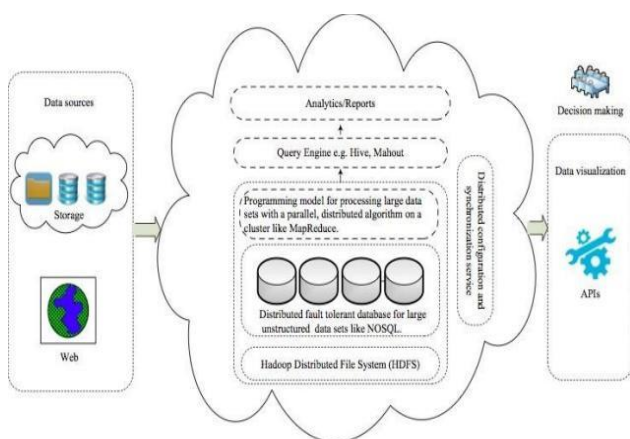 Data sources
Storage
Web
Analytics/Reports
Query Engine e.g. Hive, Mahout
Programming model for processing large data
sets with a parallel, distributed algorithm on a
cluster like MapReduce.
Distributed fault tolerant database for large
unstructured data sets like NOSQL.
Hadoop Distributed File System (HDFS)
Distributed configuration and
synchronization service
Decision making
Data visualization
APIs